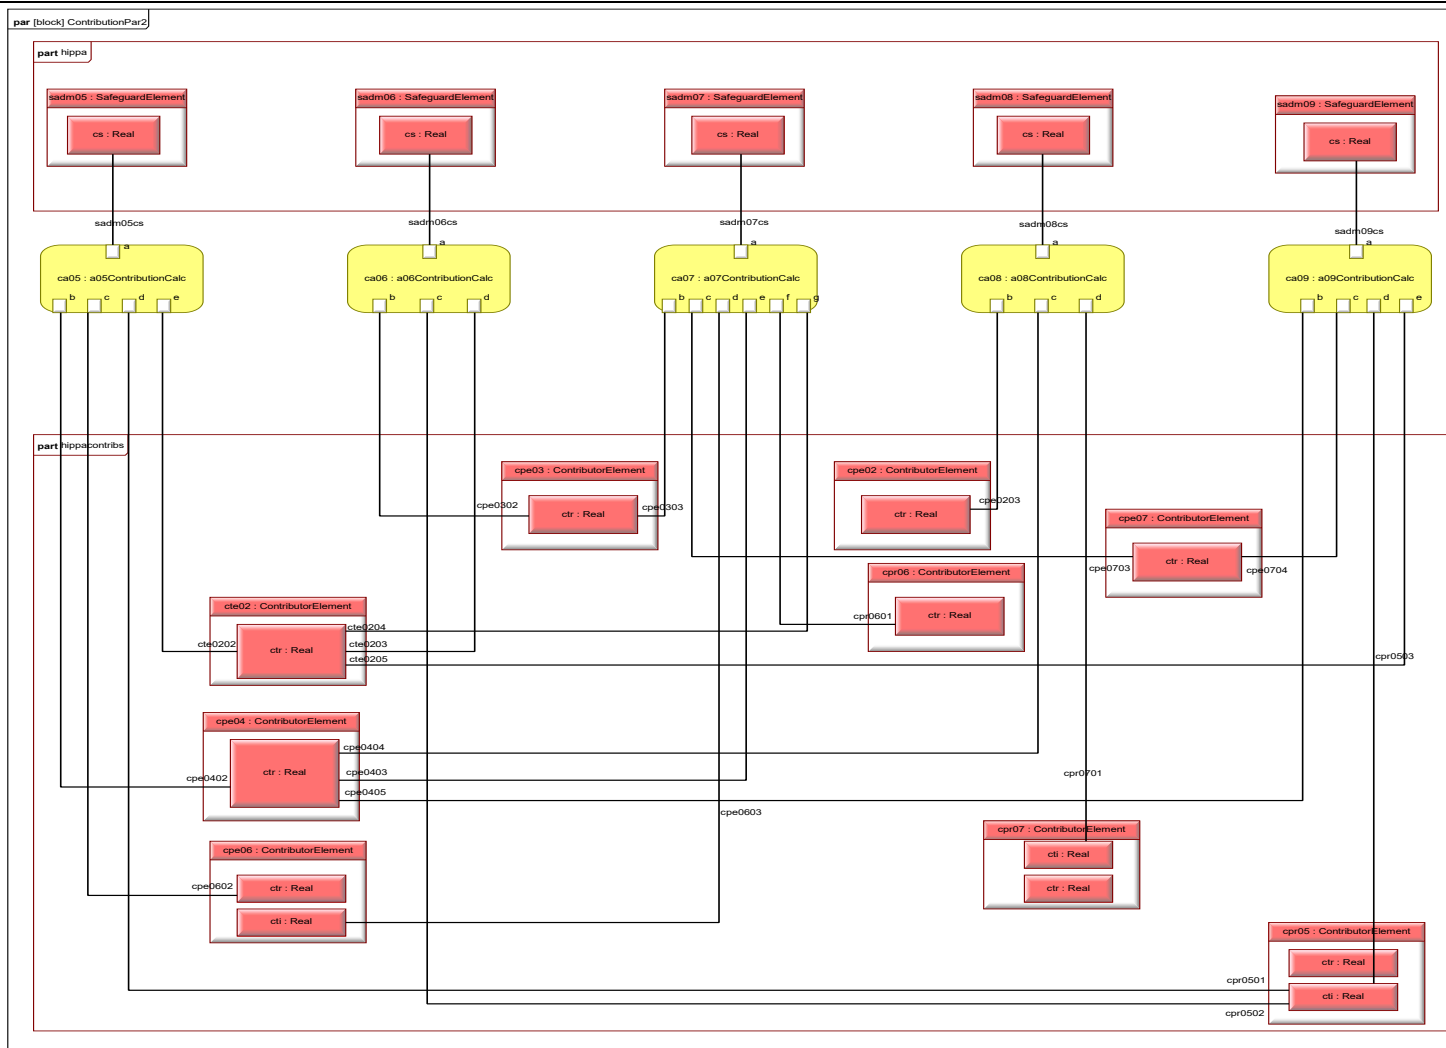 par [block] ContributionPar2
part hippa
sadm05 : SafeguardElement
sadm06 : SafeguardElement
sadm07 : SafeguardElement
sadm08 : SafeguardElement
sadm09 : SafeguardElement
cs : Real
cs : Real
cs : Real
cs : Real
cs : Real
sadm05cs
sadm06cs
sadm07cs
sadm08cs
sadm09cs
a
a
a
a
a
ca05 : a05ContributionCalc
ca06 : a06ContributionCalc
ca07 : a07ContributionCalc
ca08 : a08ContributionCalc
ca09 : a09ContributionCalc
b c d e
b c d
b c d e f g
b c d
b c d e
part hippacontribs
cpe03 : ContributorElement
cpe02 : ContributorElement
cpe0302
ctr : Real
cpe0303
ctr : Real
cpe0203
cpe07 : ContributorElement
cpe0703
ctr : Real
cpe0704
cpr06 : ContributorElement
cpr0601
ctr : Real
cte02 : ContributorElement
cte0202
ctr : Real
cte0204
cte0203
cte0205
cpr0503
cpe04 : ContributorElement
cpe0402
ctr : Real
cpe0404
cpe0403
cpe0405
cpr0701
cpe0603
cpr07 : ContributorElement
cti : Real
ctr : Real
cpe06 : ContributorElement
cpe0602
ctr : Real
cti : Real
cpr05 : ContributorElement
ctr : Real
cpr0501
cti : Real
cpr0502